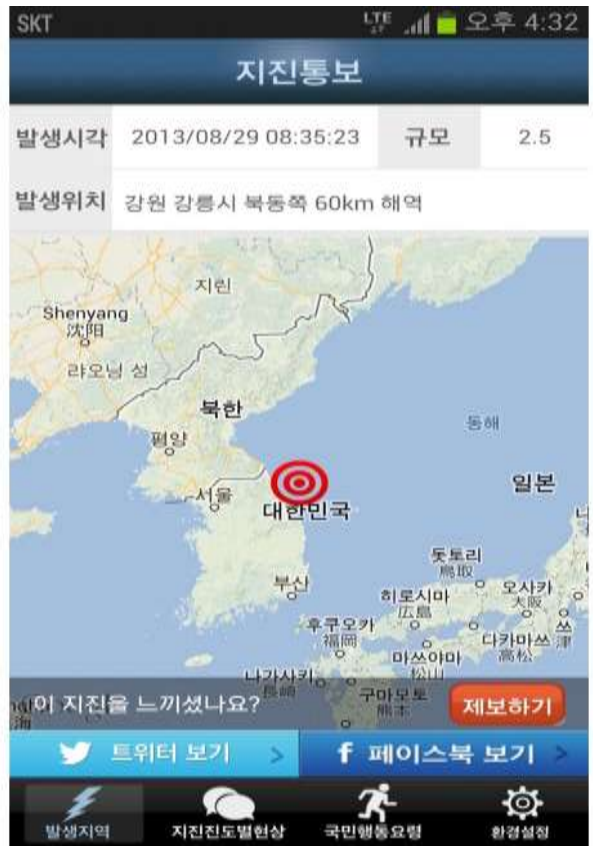 SKT LTE 오후 4:32
지진통보
발생시각 2013/08/29 08:35:23 규모 2.5
발생위치 강원 강릉시 북동쪽 60km 해역
지린
Shenyang
沈阳
랴오닝 성
북한
동해
평양
일본
서울
대한민국
돗토리
鳥取
부산
히로시마
広島
오사카
大阪
후쿠오카
福岡
다카마쓰
高松
쓰
津
마쓰야마
松山
나가사키
長崎
구마모토
熊本
이 지진을 느끼셨나요? 제보하기
트위터 보기 > f 페이스북 보기 >
발생지역 지진진도별현상 국민행동요령 환경설정